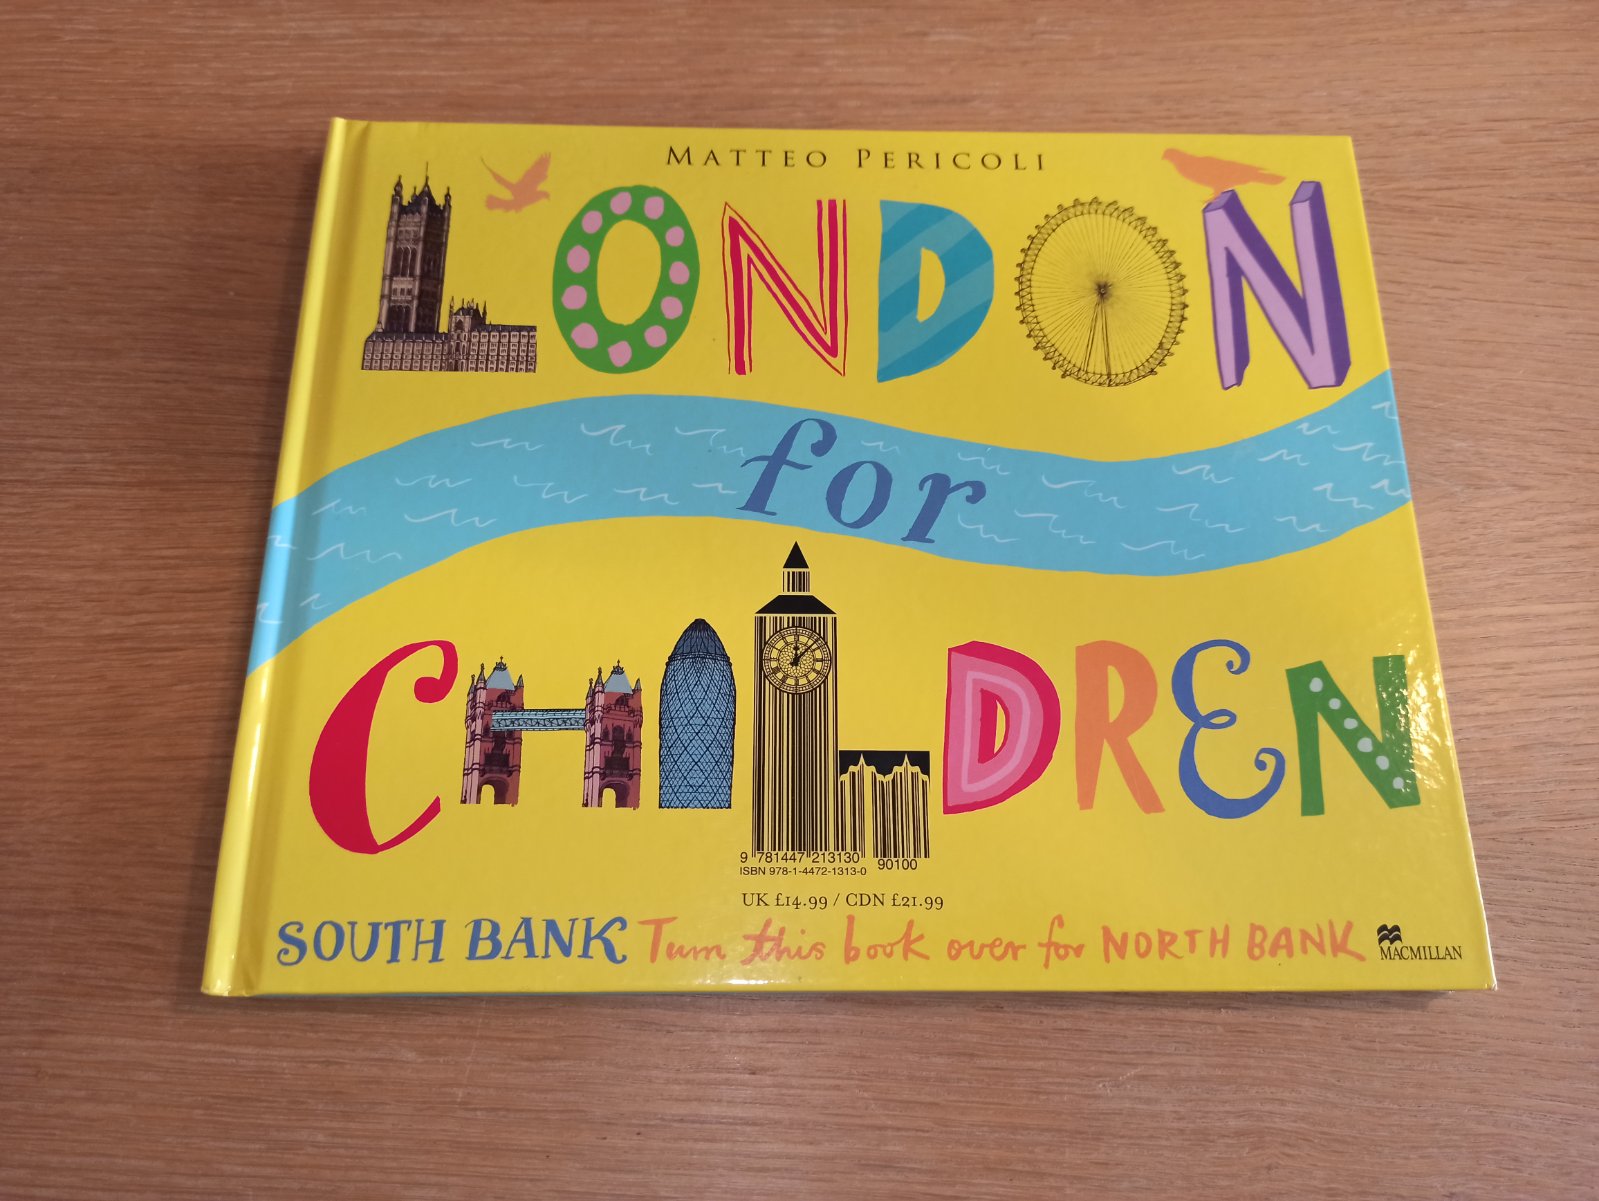 MATTEO PERICOLI
LONDON
for
CHILDREN
9 781447 213130 90100
ISBN 978-1-4472-1313-0
UK £14.99 / CDN £21.99
SOUTH BANK Turn this book over for NORTH BANK MACMILLAN